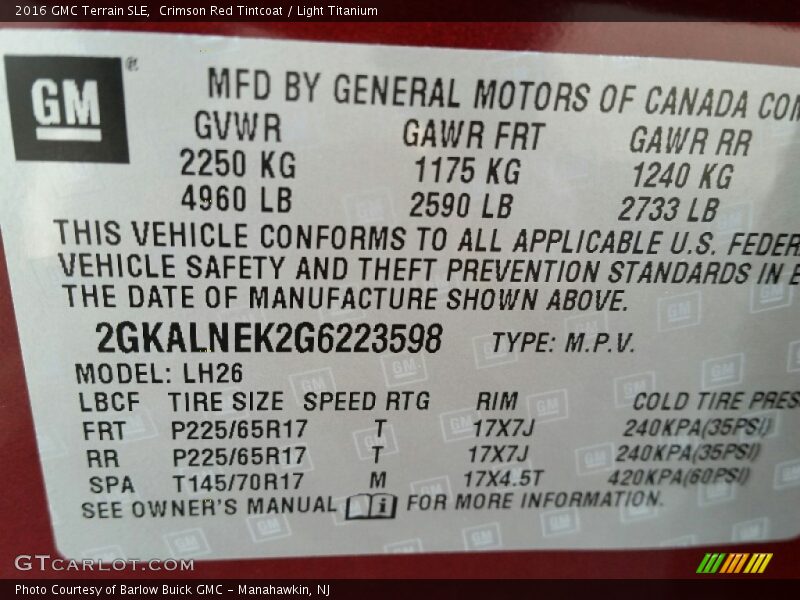 2016 GMC Terrain SLE,  Crimson Red Tintcoat / Light Titanium
GM ®
MFD BY GENERAL MOTORS OF CANADA
GVWR GAWR FRT GAWR RR
2250 KG 1175 KG 1240 KG
4960 LB 2590 LB 2733 LB
THIS VEHICLE CONFORMS TO ALL APPLICABLE U.S. FEDER
VEHICLE SAFETY AND THEFT PREVENTION STANDARDS IN
THE DATE OF MANUFACTURE SHOWN ABOVE.
2GKALNEK2G6223598 TYPE: M.P.V.
MODEL: LH26
LBCF TIRE SIZE SPEED RTG RIM COLD TIRE PRES
FRT P225/65R17 T 17X7J 240KPA(35PSI)
RR P225/65R17 T 17X7J 240KPA(35PSI)
SPA T145/70R17 M 17X4.5T 420KPA(60PSI)
SEE OWNER'S MANUAL i FOR MORE INFORMATION.
GTCARLOT.COM
Photo Courtesy of Barlow Buick GMC - Manahawkin, NJ